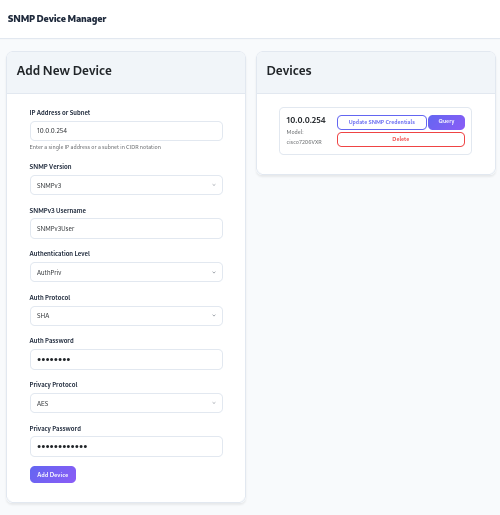 SNMP Device Manager
Add New Device
IP Address or Subnet
10.0.0.254
Enter a single IP address or a subnet in CIDR notation
SNMP Version
SNMPv3
SNMPv3 Username
SNMPv3User
Authentication Level
AuthPriv
Auth Protocol
SHA
Auth Password
••••••••
Privacy Protocol
AES
Privacy Password
••••••••••••
Add Device
Devices
10.0.0.254
Model:
cisco7206VXR
Update SNMP Credentials
Query
Delete